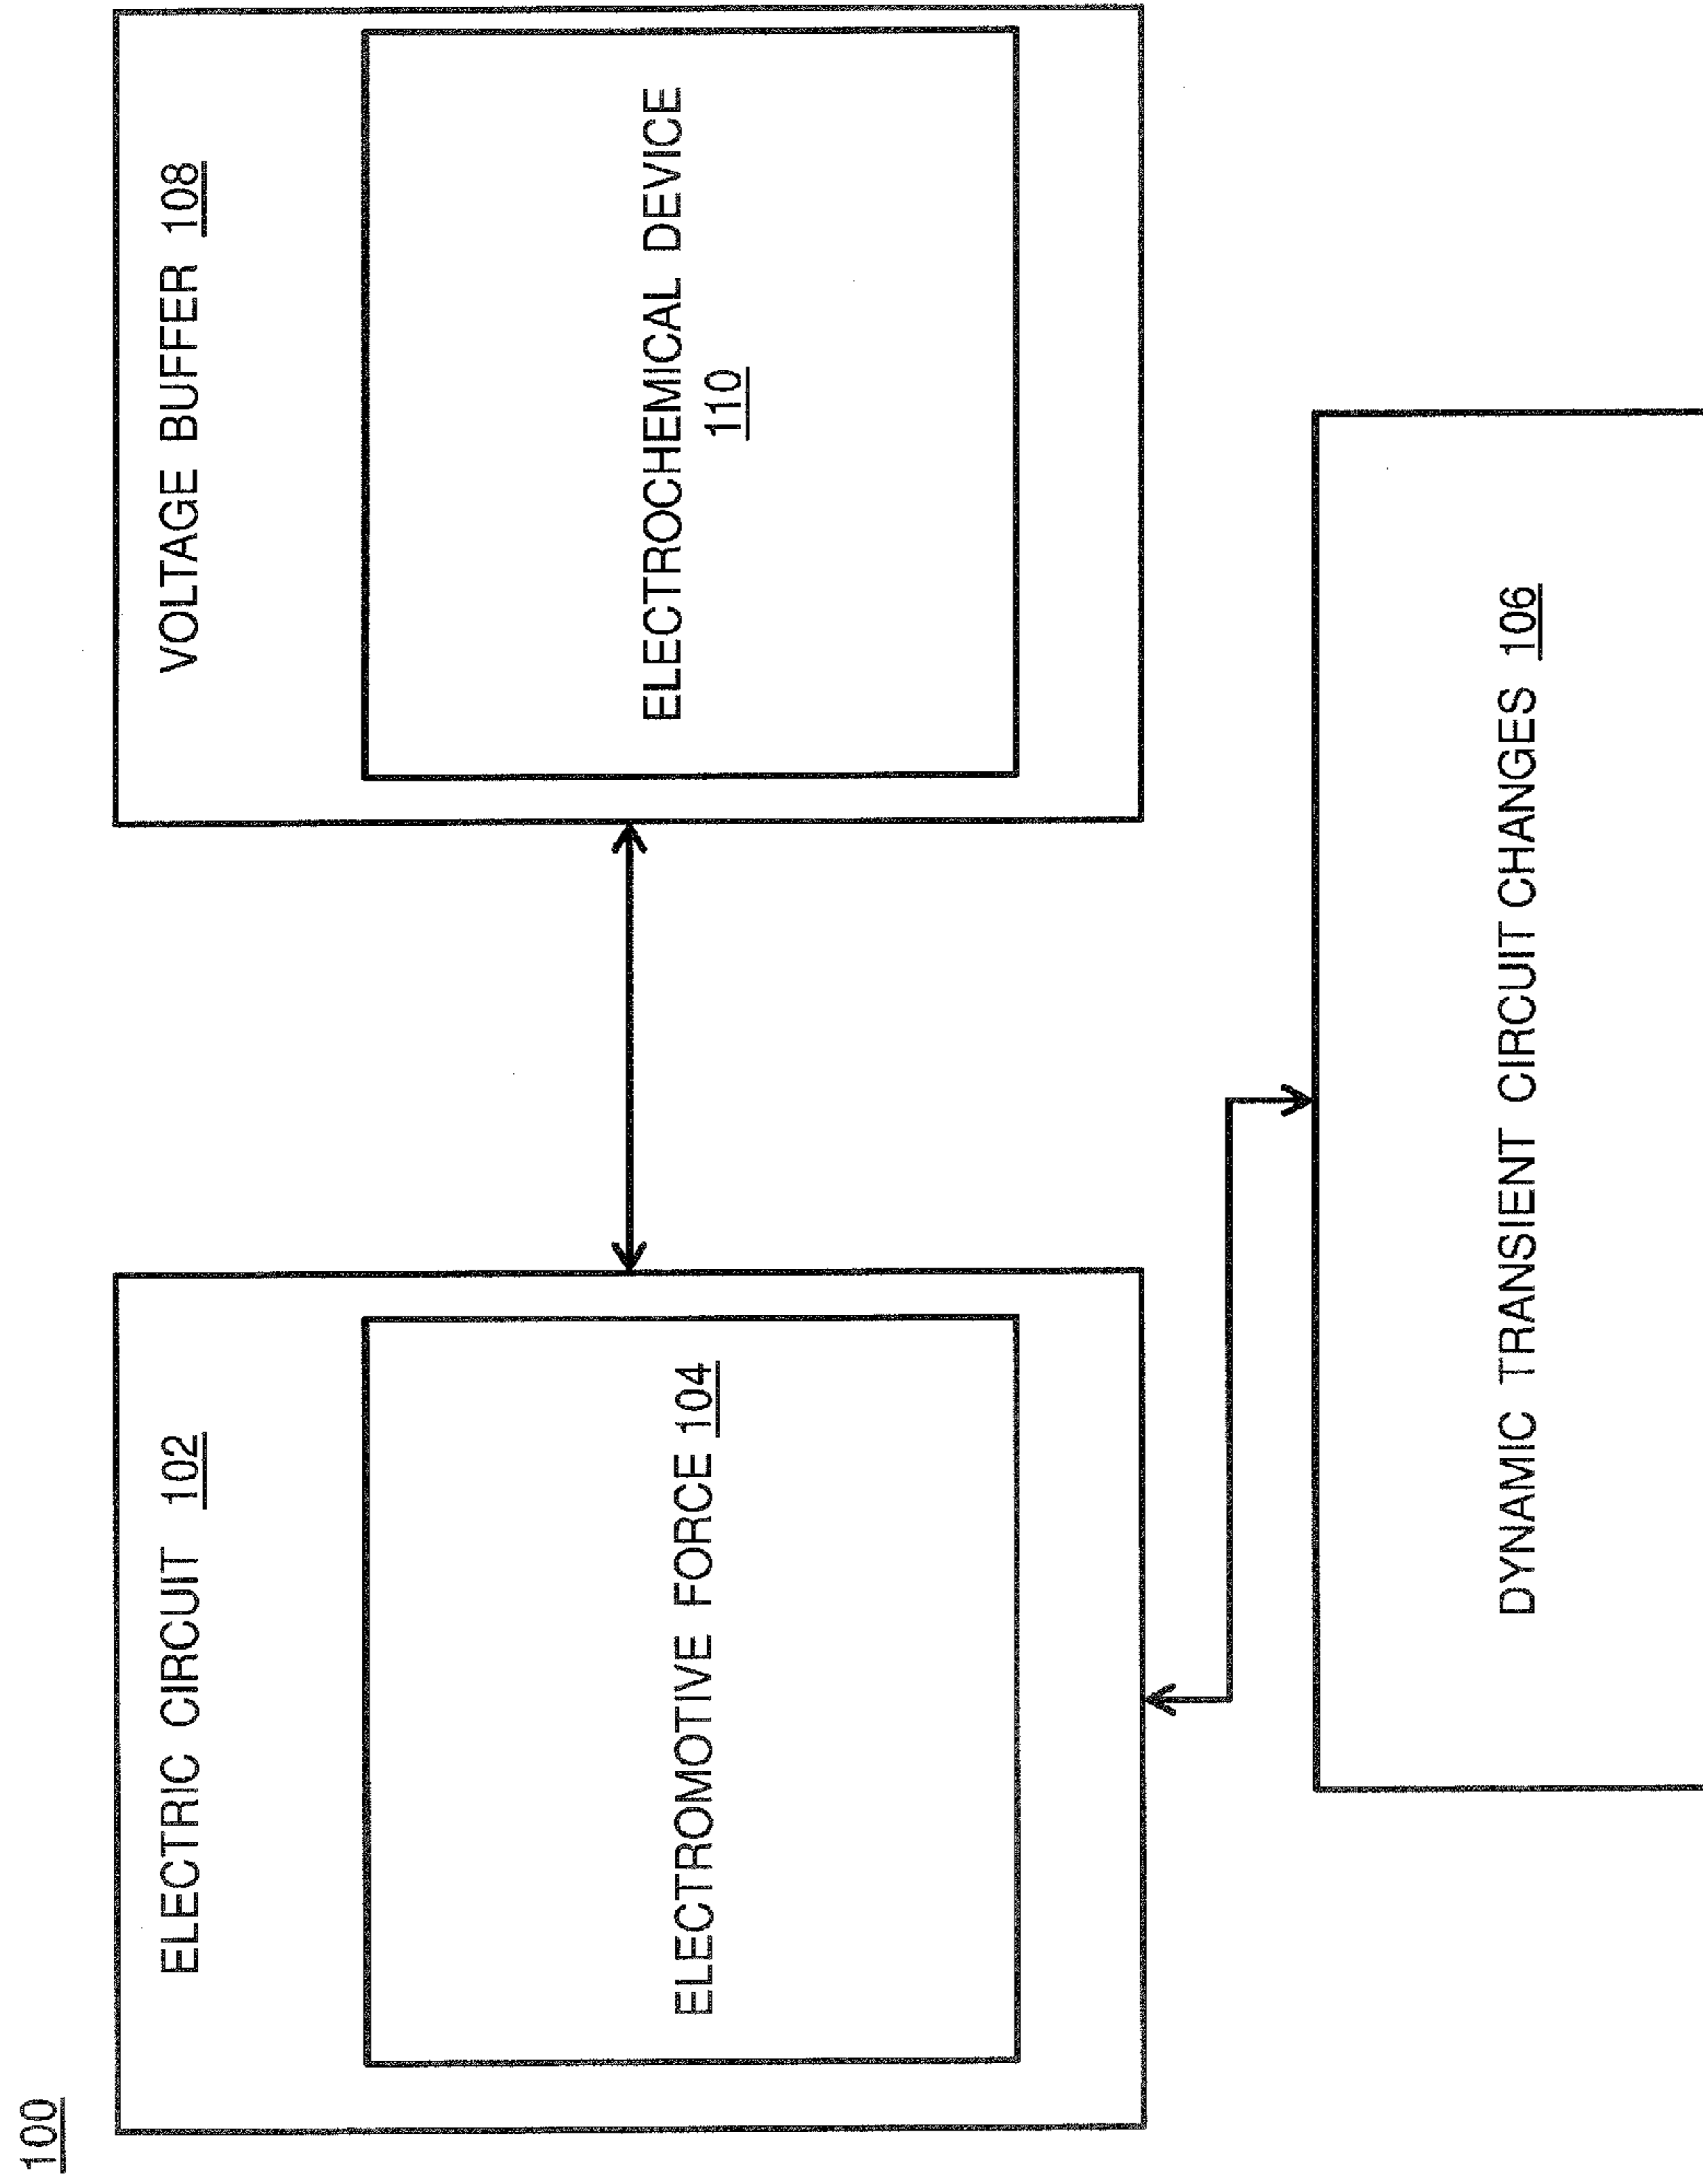 100
ELECTRIC CIRCUIT 102
ELECTROMOTIVE FORCE 104
VOLTAGE BUFFER 108
ELECTROCHEMICAL DEVICE
110
DYNAMIC TRANSIENT CIRCUIT CHANGES 106